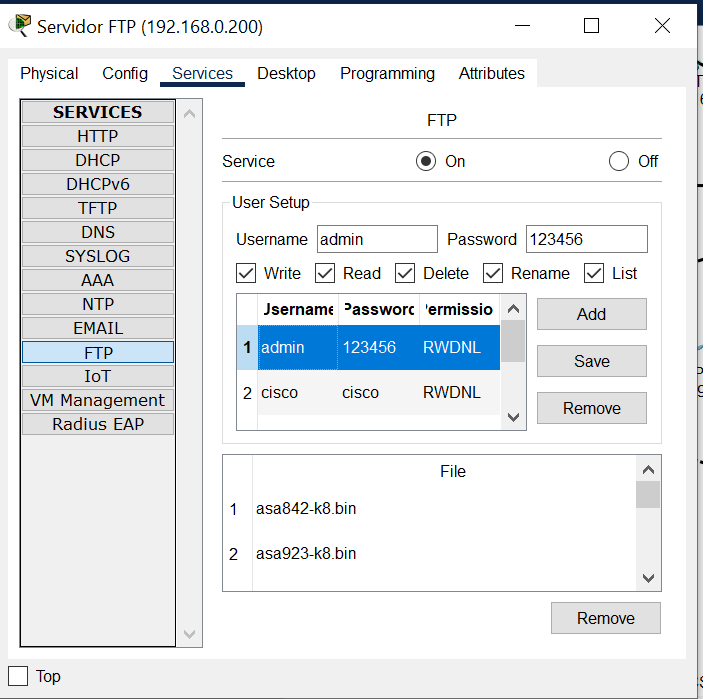 Servidor FTP (192.168.0.200)
Physical Config Services Desktop Programming Attributes
SERVICES
HTTP
DHCP
DHCPv6
TFTP
DNS
SYSLOG
AAA
NTP
EMAIL
FTP
IoT
VM Management
Radius EAP
FTP
Service On Off
User Setup
Username admin Password 123456
Write Read Delete Rename List
Username Password Permissio
1 admin 123456 RWDNL
2 cisco cisco RWDNL
Add
Save
Remove
File
1 asa842-k8.bin
2 asa923-k8.bin
Remove
Top